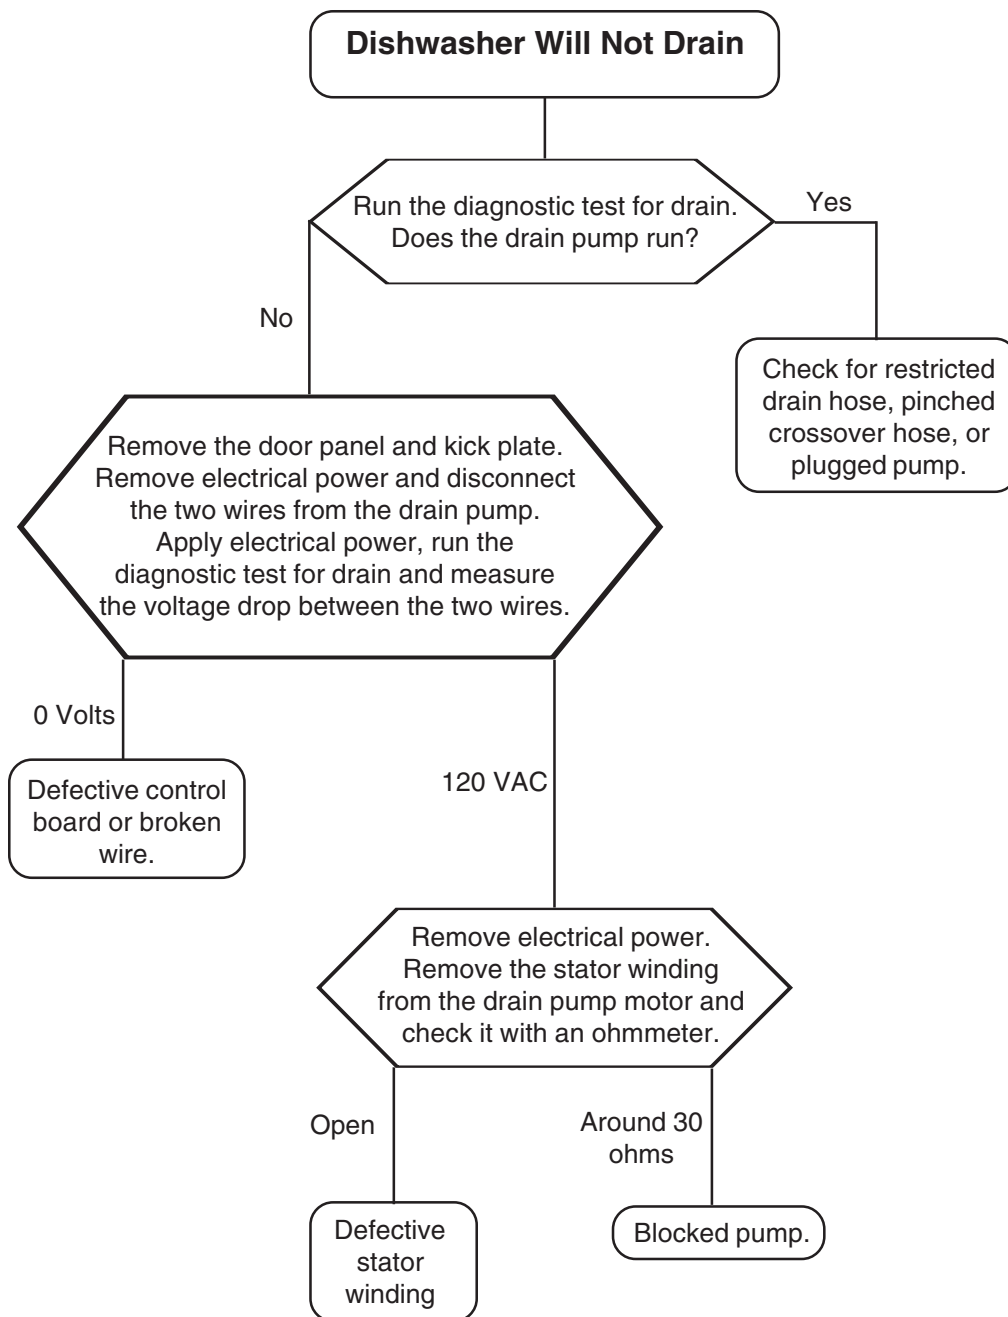 Dishwasher Will Not Drain
Run the diagnostic test for drain.
Does the drain pump run?
Yes
No
Check for restricted
drain hose, pinched
crossover hose, or
plugged pump.
Remove the door panel and kick plate.
Remove electrical power and disconnect
the two wires from the drain pump.
Apply electrical power, run the
diagnostic test for drain and measure
the voltage drop between the two wires.
0 Volts
Defective control
board or broken
wire.
120 VAC
Remove electrical power.
Remove the stator winding
from the drain pump motor and
check it with an ohmmeter.
Open
Around 30
ohms
Defective
stator
winding
Blocked pump.